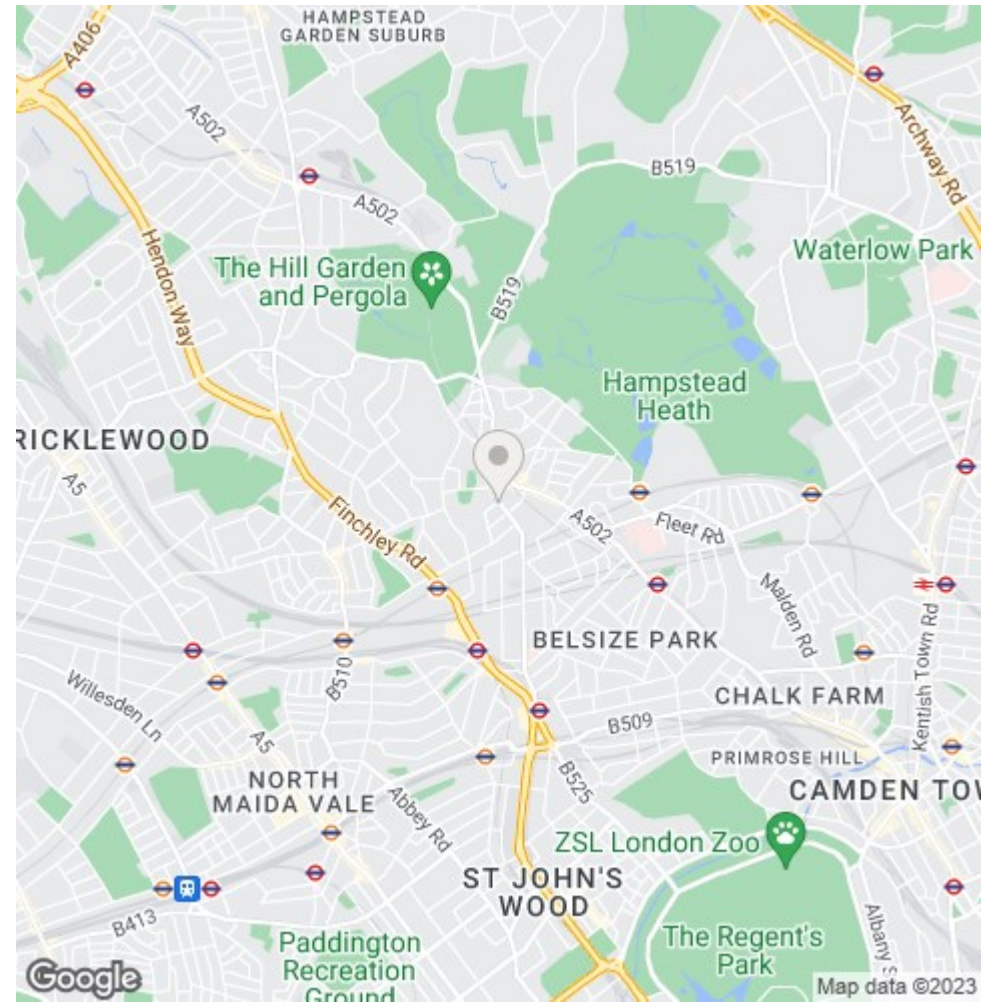 HAMPSTEAD
GARDEN SUBURB
A406
A502
B519
Archway Rd
A502
Waterlow Park
The Hill Garden
and Pergola
Hendon Way
B519
Hampstead
Heath
RICKLEWOOD
A5
Finchley Rd
A502
Fleet Rd
Malden Rd
BELSIZE PARK
Kentish Town Rd
B510
Willesden Ln
CHALK FARM
B509
A5
PRIMROSE HILL
NORTH
MAIDA VALE
B525
CAMDEN TOW
Abbey Rd
ZSL London Zoo
ST JOHN'S
WOOD
B413
Albany S
Paddington
Recreation
Ground
The Regent's
Park
Google
Map data ©2023